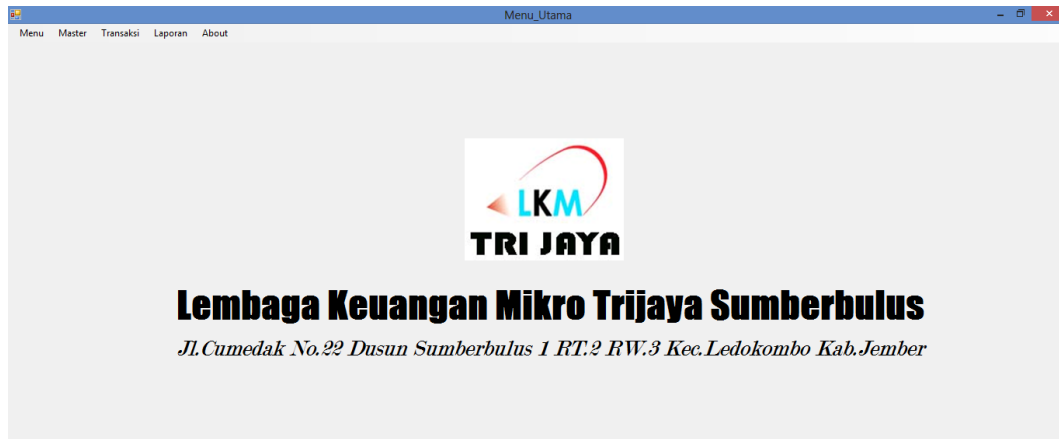 Menu_Utama
Menu Master Transaksi Laporan About
LKM
TRI JAYA
Lembaga Keuangan Mikro Trijaya Sumberbulus
Jl.Cumedak No.22 Dusun Sumberbulus 1 RT.2 RW.3 Kec.Ledokombo Kab.Jember